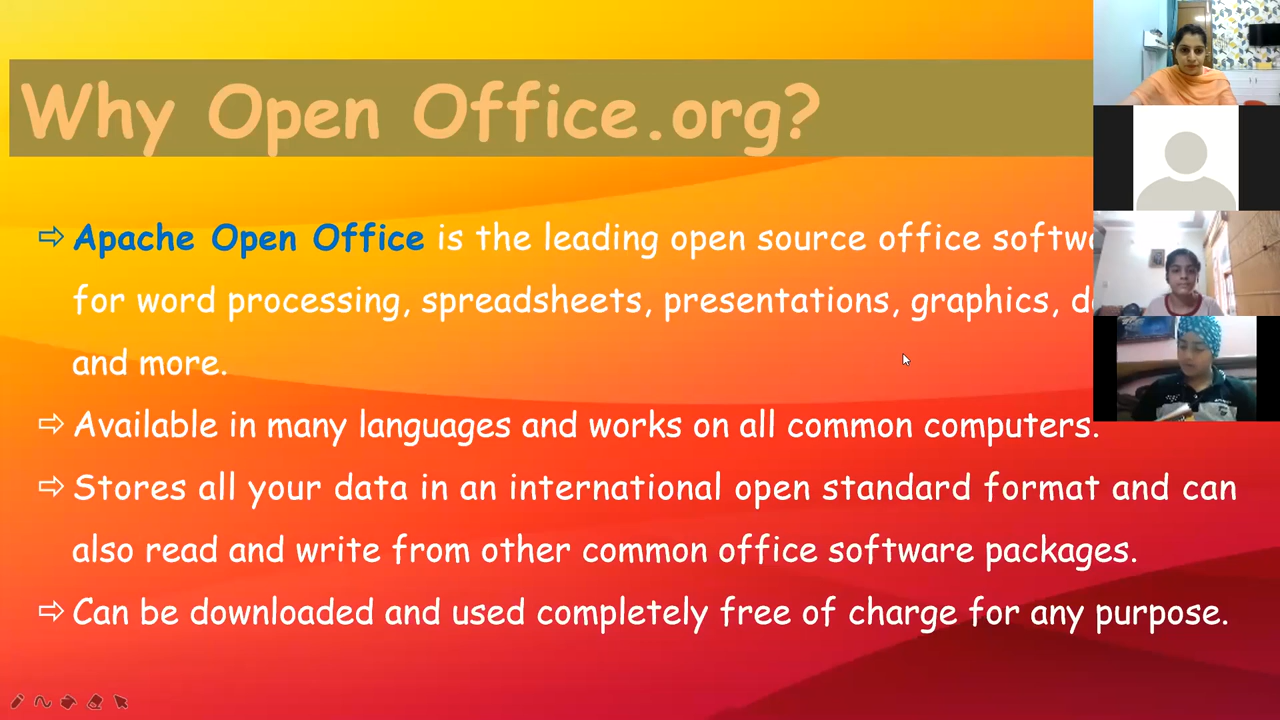 Why Open Office.org?
⇨ Apache Open Office is the leading open source office
for word processing, spreadsheets, presentations, graphics,
and more.
⇨ Available in many languages and works on all common computers.
⇨ Stores all your data in an international open standard format and can
also read and write from other common office software packages.
⇨ Can be downloaded and used completely free of charge for any purpose.